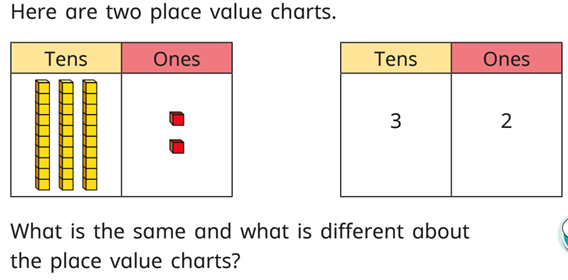 Here are two place value charts.
Tens Ones Tens Ones
3 2
What is the same and what is different about
the place value charts?